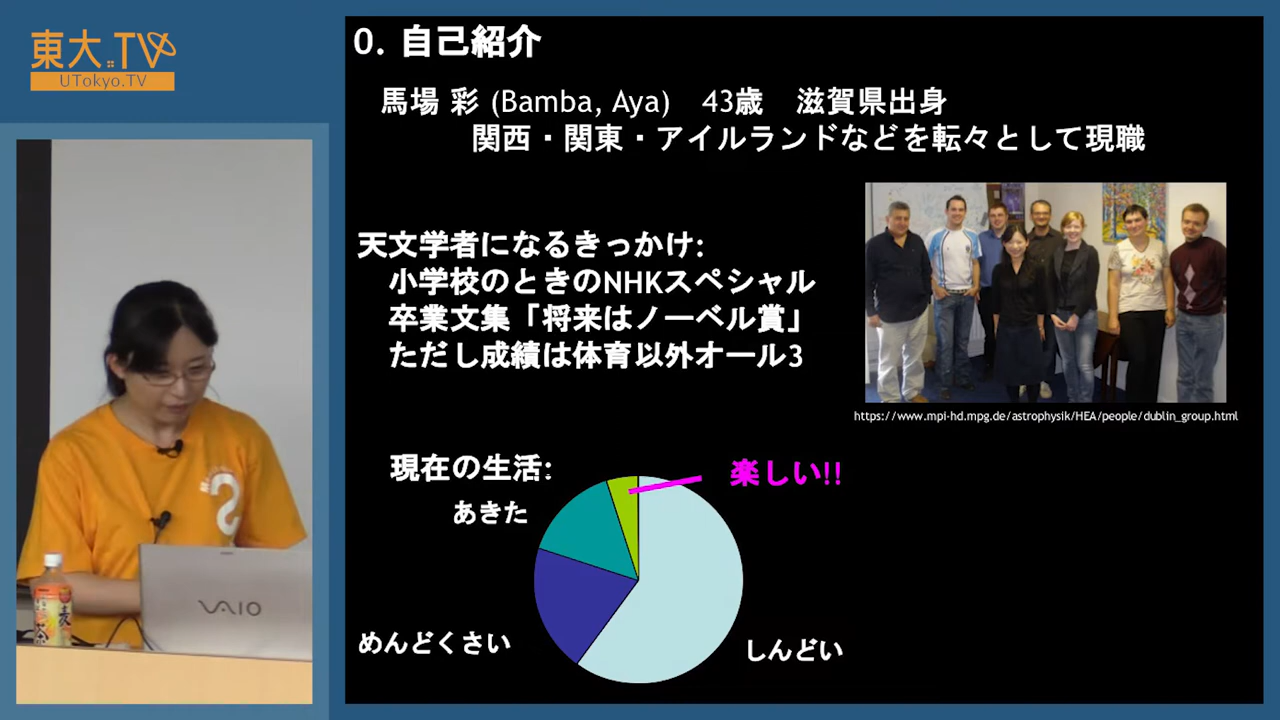 東大.TV
UTokyo.TV
0. 自己紹介
馬場 彩 (Bamba, Aya) 43歳 滋賀県出身
関西・関東・アイルランドなどを転々として現職
天文学者になるきっかけ:
小学校のときのNHKスペシャル
卒業文集「将来はノーベル賞」
ただし成績は体育以外オール3
https://www.mpi-hd.mpg.de/astrophysik/HEA/people/dublin_group.html
現在の生活:
楽しい!!
あきた
めんどくさい
しんどい
VAIO